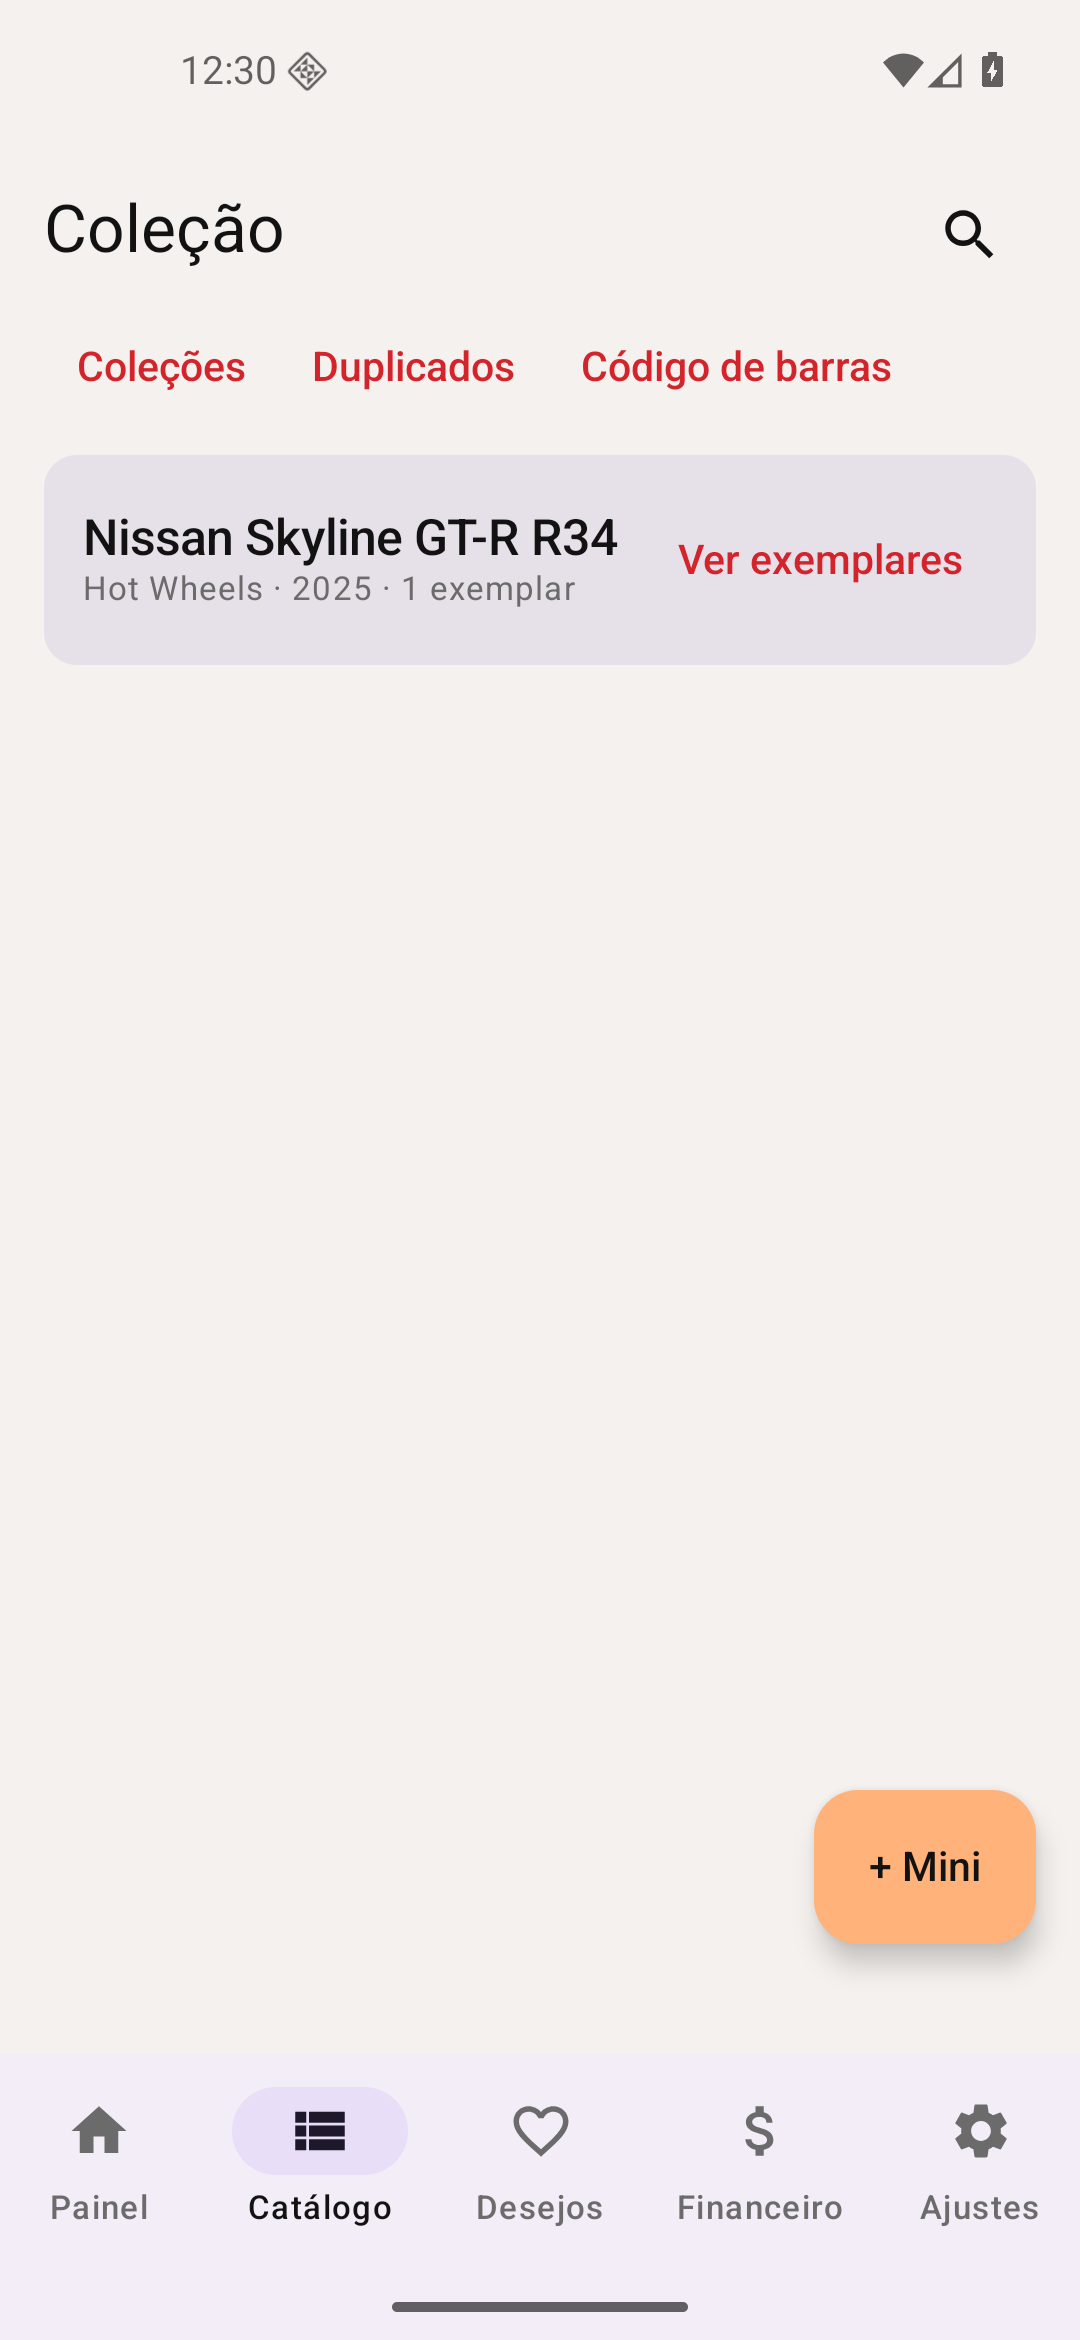 12:30
Coleção
Coleções Duplicados Código de barras
Nissan Skyline GT-R R34
Ver exemplares
Hot Wheels · 2025 · 1 exemplar
+ Mini
Painel Catálogo Desejos Financeiro Ajustes